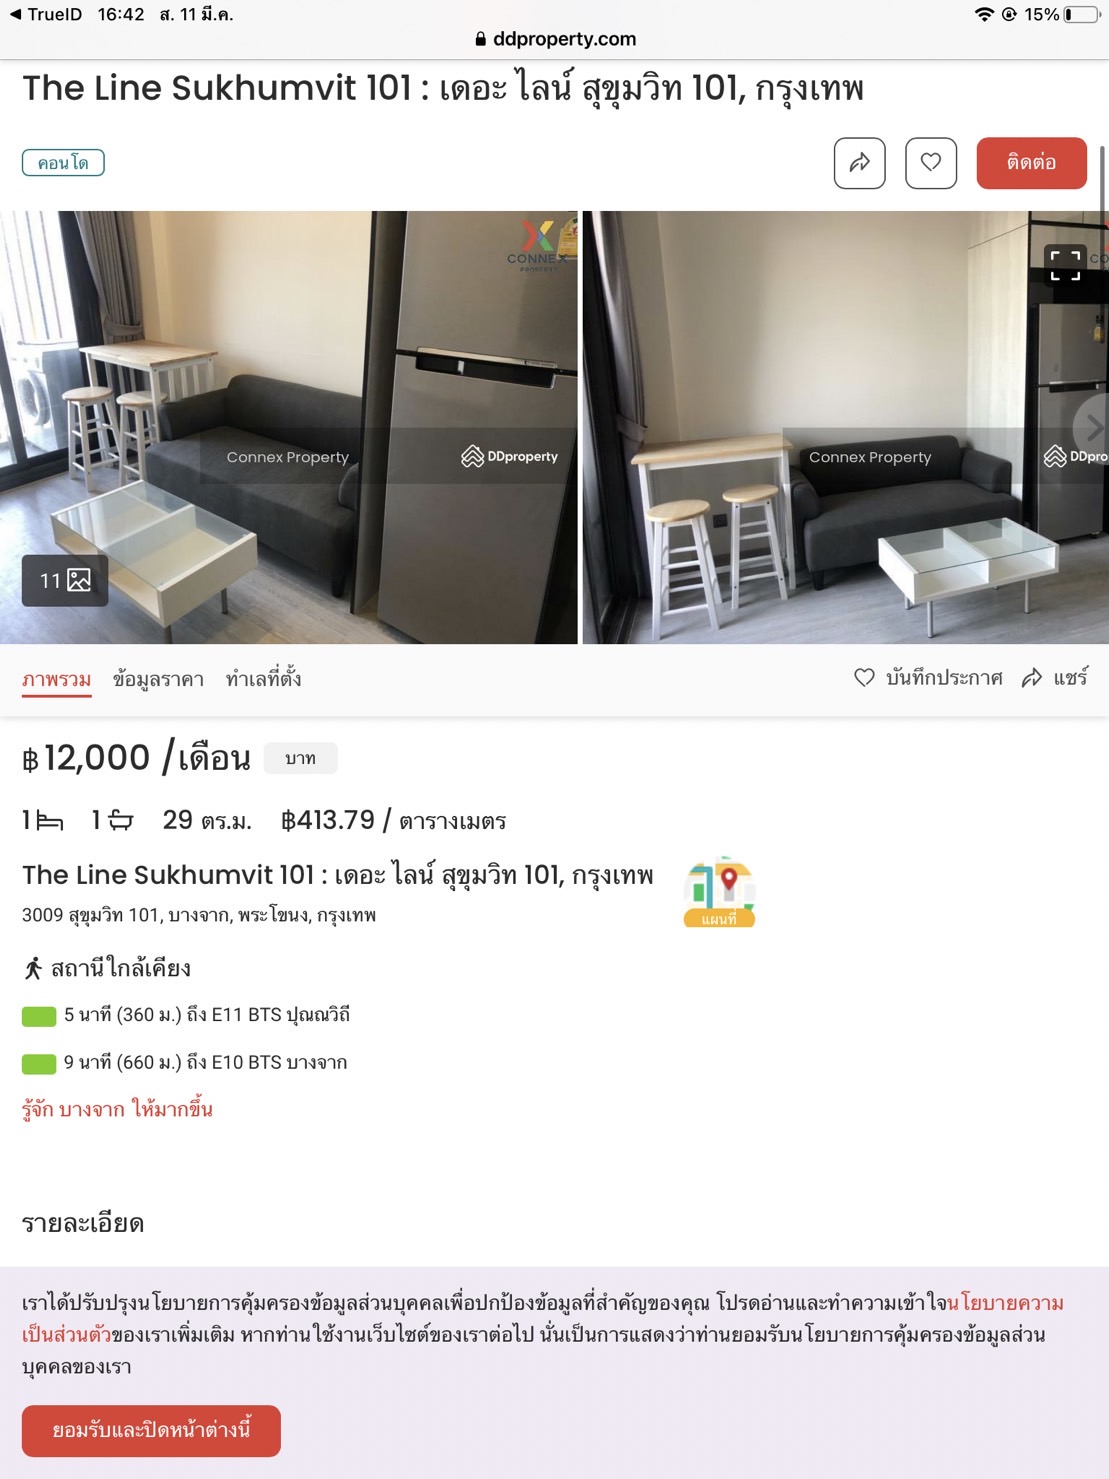 TrueID 16:42 ส. 11 มี.ค. 15%
ddproperty.com
The Line Sukhumvit 101 : เดอะ ไลน์ สุขุมวิท 101, กรุงเทพ
คอนโด
ติดต่อ
CONNEX
PROPERTY
CO
Connex Property DDproperty
Connex Property DDpro
11
ภาพรวม ข้อมูลราคา ทำเลที่ตั้ง บันทึกประกาศ แชร์
฿12,000 /เดือน บาท
1 1 29 ตร.ม. ฿413.79 / ตารางเมตร
The Line Sukhumvit 101 : เดอะ ไลน์ สุขุมวิท 101, กรุงเทพ
3009 สุขุมวิท 101, บางจาก, พระโขนง, กรุงเทพ
แผนที่
สถานีใกล้เคียง
5 นาที (360 ม.) ถึง E11 BTS ปุณณวิถี
9 นาที (660 ม.) ถึง E10 BTS บางจาก
รู้จัก บางจาก ให้มากขึ้น
รายละเอียด
เราได้ปรับปรุงนโยบายการคุ้มครองข้อมูลส่วนบุคคลเพื่อปกป้องข้อมูลที่สำคัญของคุณ โปรดอ่านและทำความเข้าใจนโยบายความ
เป็นส่วนตัวของเราเพิ่มเติม หากท่านใช้งานเว็บไซต์ของเราต่อไป นั่นเป็นการแสดงว่าท่านยอมรับนโยบายการคุ้มครองข้อมูลส่วน
บุคคลของเรา
ยอมรับและปิดหน้าต่างนี้